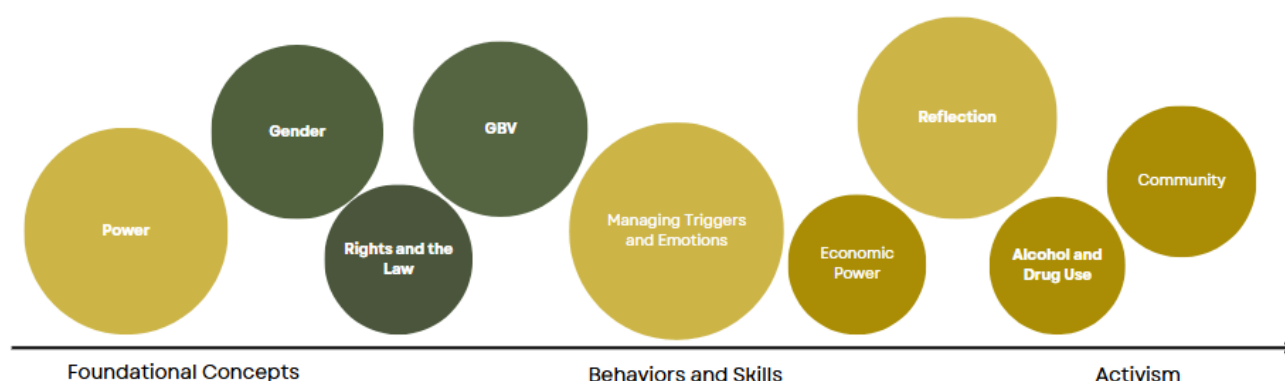 Power
Gender
Rights and the
Law
GBV
Managing Triggers
and Emotions
Economic
Power
Reflection
Alcohol and
Drug Use
Community
Foundational Concepts
Behaviors and Skills
Activism